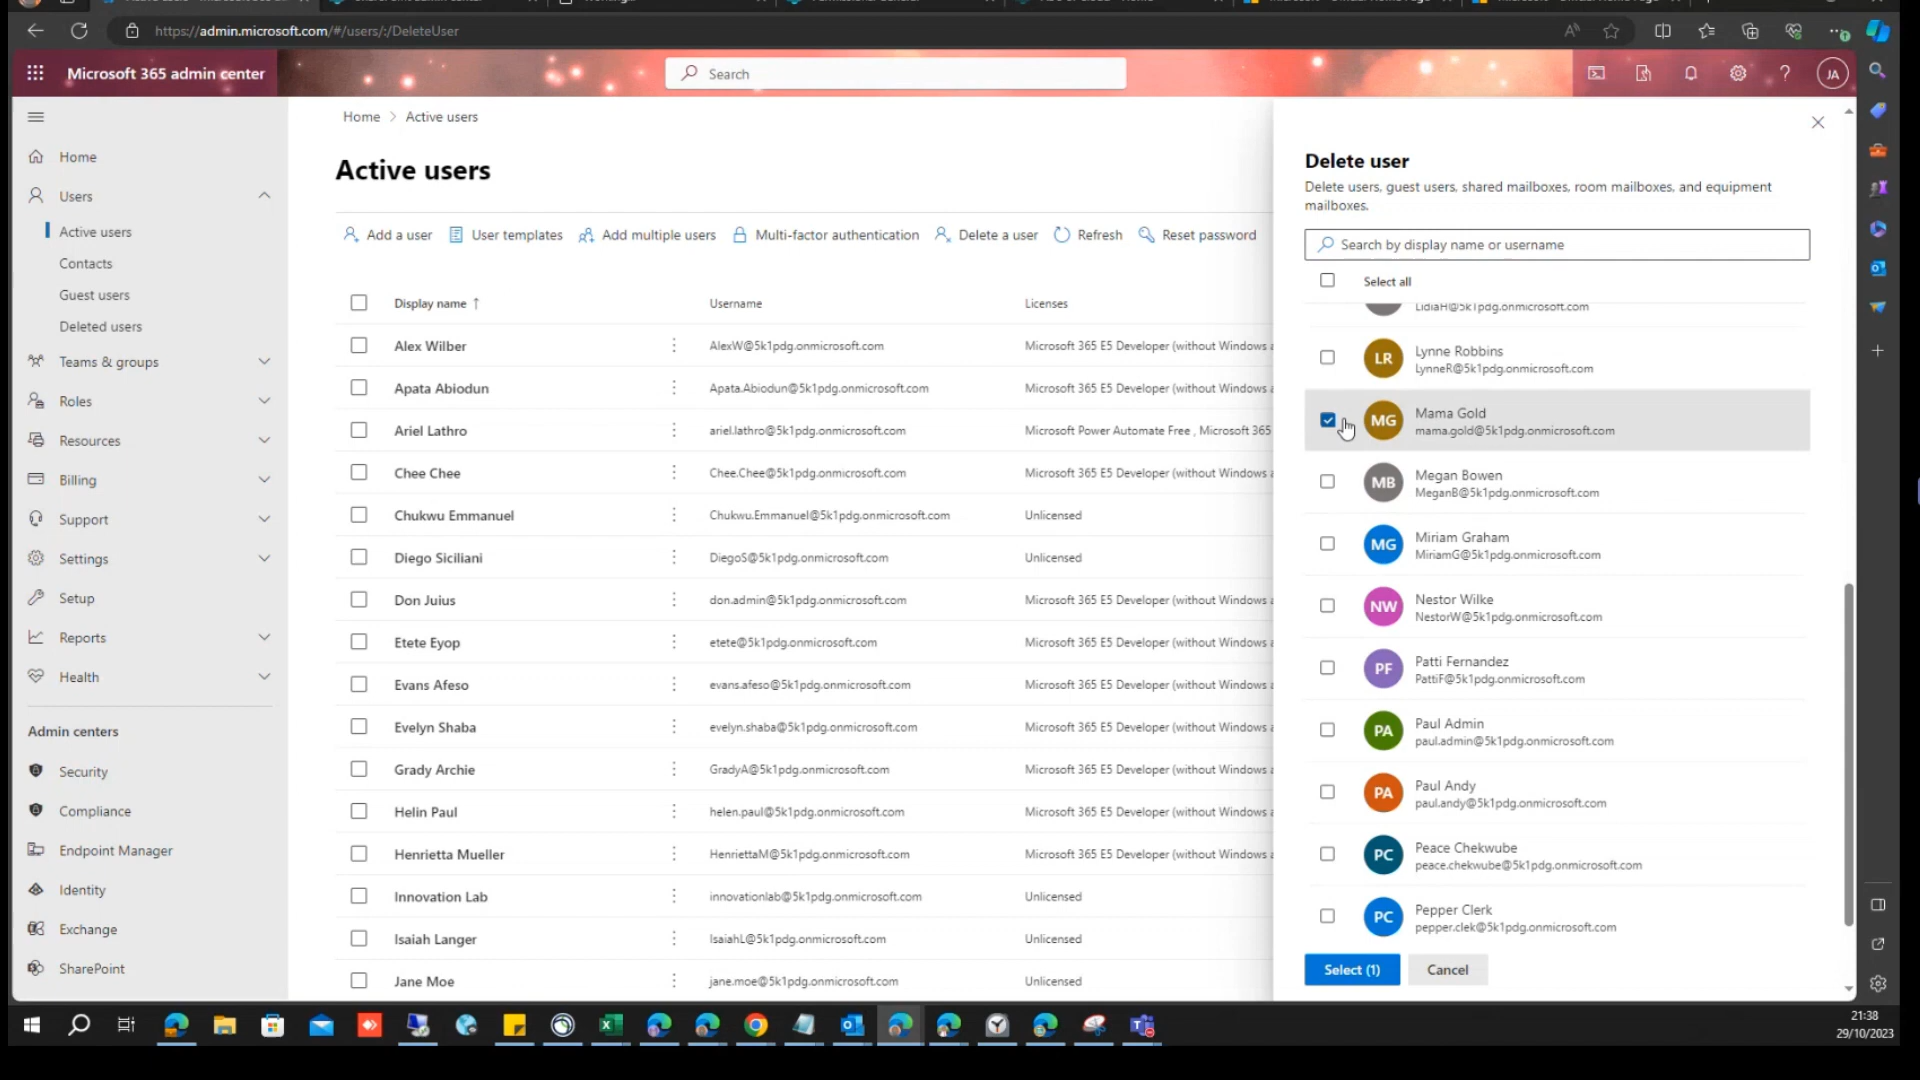 https://admin.microsoft.com/#/users/:/DeleteUser
Microsoft 365 admin center
Search
JA
Home
Users
Active users
Contacts
Guest users
Deleted users
Teams & groups
Roles
Resources
Billing
Support
Settings
Setup
Reports
Health
Admin centers
Security
Compliance
Endpoint Manager
Identity
Exchange
SharePoint
Home > Active users
Active users
Add a user User templates Add multiple users Multi-factor authentication Delete a user Refresh Reset password
Display name ↑ Username Licenses
Alex Wilber AlexW@5k1pdg.onmicrosoft.com Microsoft 365 E5 Developer (without Windows a
Apata Abiodun Apata.Abiodun@5k1pdg.onmicrosoft.com Microsoft 365 E5 Developer (without Windows a
Ariel Lathro ariel.lathro@5k1pdg.onmicrosoft.com Microsoft Power Automate Free , Microsoft 365
Chee Chee Chee.Chee@5k1pdg.onmicrosoft.com Microsoft 365 E5 Developer (without Windows a
Chukwu Emmanuel Chukwu.Emmanuel@5k1pdg.onmicrosoft.com Unlicensed
Diego Siciliani DiegoS@5k1pdg.onmicrosoft.com Unlicensed
Don Juius don.admin@5k1pdg.onmicrosoft.com Microsoft 365 E5 Developer (without Windows a
Etete Eyop etete@5k1pdg.onmicrosoft.com Microsoft 365 E5 Developer (without Windows a
Evans Afeso evans.afeso@5k1pdg.onmicrosoft.com Microsoft 365 E5 Developer (without Windows a
Evelyn Shaba evelyn.shaba@5k1pdg.onmicrosoft.com Microsoft 365 E5 Developer (without Windows a
Grady Archie GradyA@5k1pdg.onmicrosoft.com Microsoft 365 E5 Developer (without Windows a
Helin Paul helen.paul@5k1pdg.onmicrosoft.com Microsoft 365 E5 Developer (without Windows a
Henrietta Mueller HenriettaM@5k1pdg.onmicrosoft.com Microsoft 365 E5 Developer (without Windows a
Innovation Lab innovationlab@5k1pdg.onmicrosoft.com Unlicensed
Isaiah Langer IsaiahL@5k1pdg.onmicrosoft.com Unlicensed
Jane Moe jane.moe@5k1pdg.onmicrosoft.com Unlicensed
Delete user
Delete users, guest users, shared mailboxes, room mailboxes, and equipment
mailboxes.
Search by display name or username
Select all
LidiaH@5k1pdg.onmicrosoft.com
LR Lynne Robbins
LynneR@5k1pdg.onmicrosoft.com
MG Mama Gold
mama.gold@5k1pdg.onmicrosoft.com
MB Megan Bowen
MeganB@5k1pdg.onmicrosoft.com
MG Miriam Graham
MiriamG@5k1pdg.onmicrosoft.com
NW Nestor Wilke
NestorW@5k1pdg.onmicrosoft.com
PF Patti Fernandez
PattiF@5k1pdg.onmicrosoft.com
PA Paul Admin
paul.admin@5k1pdg.onmicrosoft.com
PA Paul Andy
paul.andy@5k1pdg.onmicrosoft.com
PC Peace Chekwube
peace.chekwube@5k1pdg.onmicrosoft.com
PC Pepper Clerk
pepper.clek@5k1pdg.onmicrosoft.com
Select (1) Cancel
21:38
29/10/2023